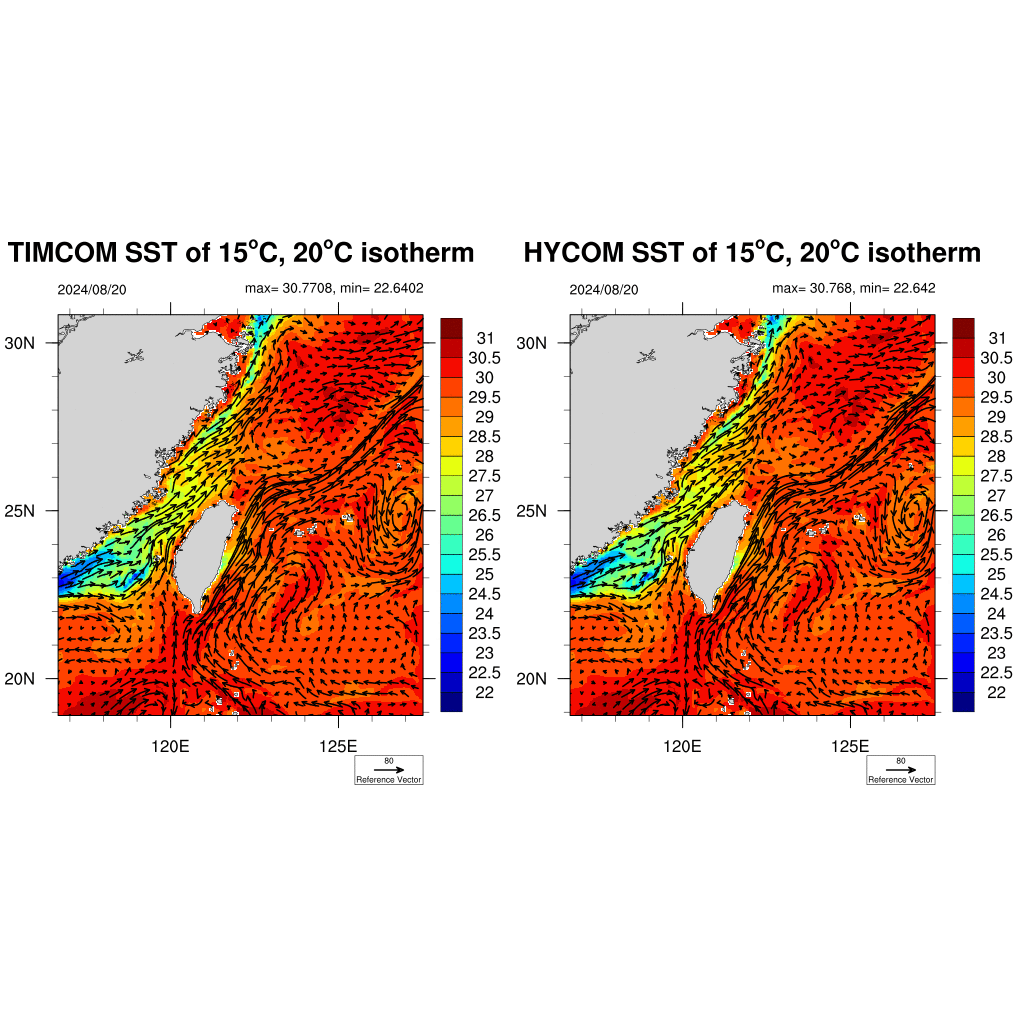 TIMCOM SST of 15°C, 20°C isotherm
2024/08/20
max= 30.7708, min= 22.6402
30N
25N
20N
120E
125E
31
30.5
30
29.5
29
28.5
28
27.5
27
26.5
26
25.5
25
24.5
24
23.5
23
22.5
22
80
Reference Vector
HYCOM SST of 15°C, 20°C isotherm
2024/08/20
max= 30.768, min= 22.642
30N
25N
20N
120E
125E
31
30.5
30
29.5
29
28.5
28
27.5
27
26.5
26
25.5
25
24.5
24
23.5
23
22.5
22
80
Reference Vector